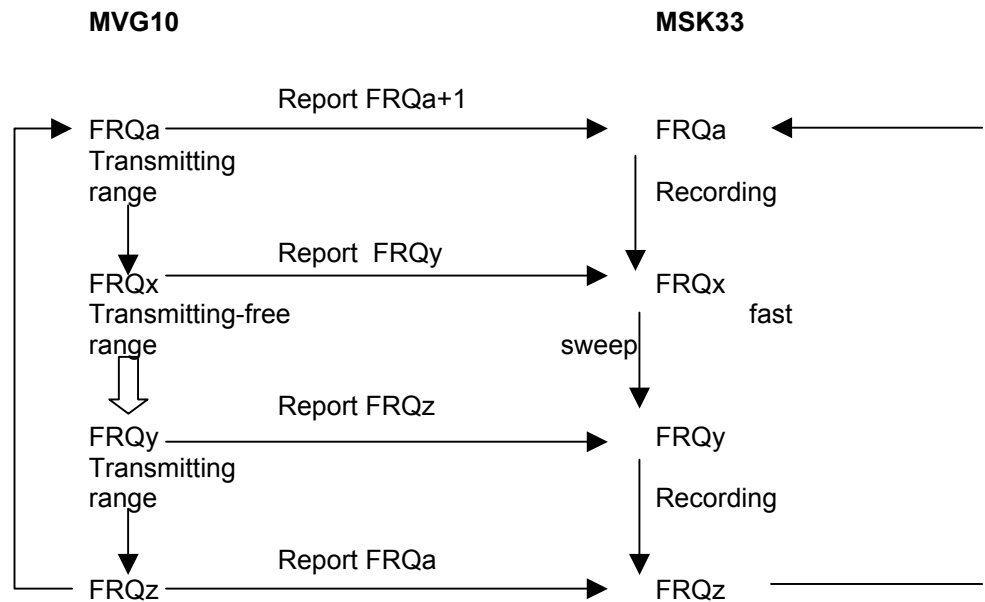 MVG10 MSK33
Report FRQa+1
FRQa FRQa
Transmitting
range Recording
Report FRQy
FRQx FRQx
Transmitting-free fast
range sweep
Report FRQz
FRQy FRQy
Transmitting
range Recording
Report FRQa
FRQz FRQz